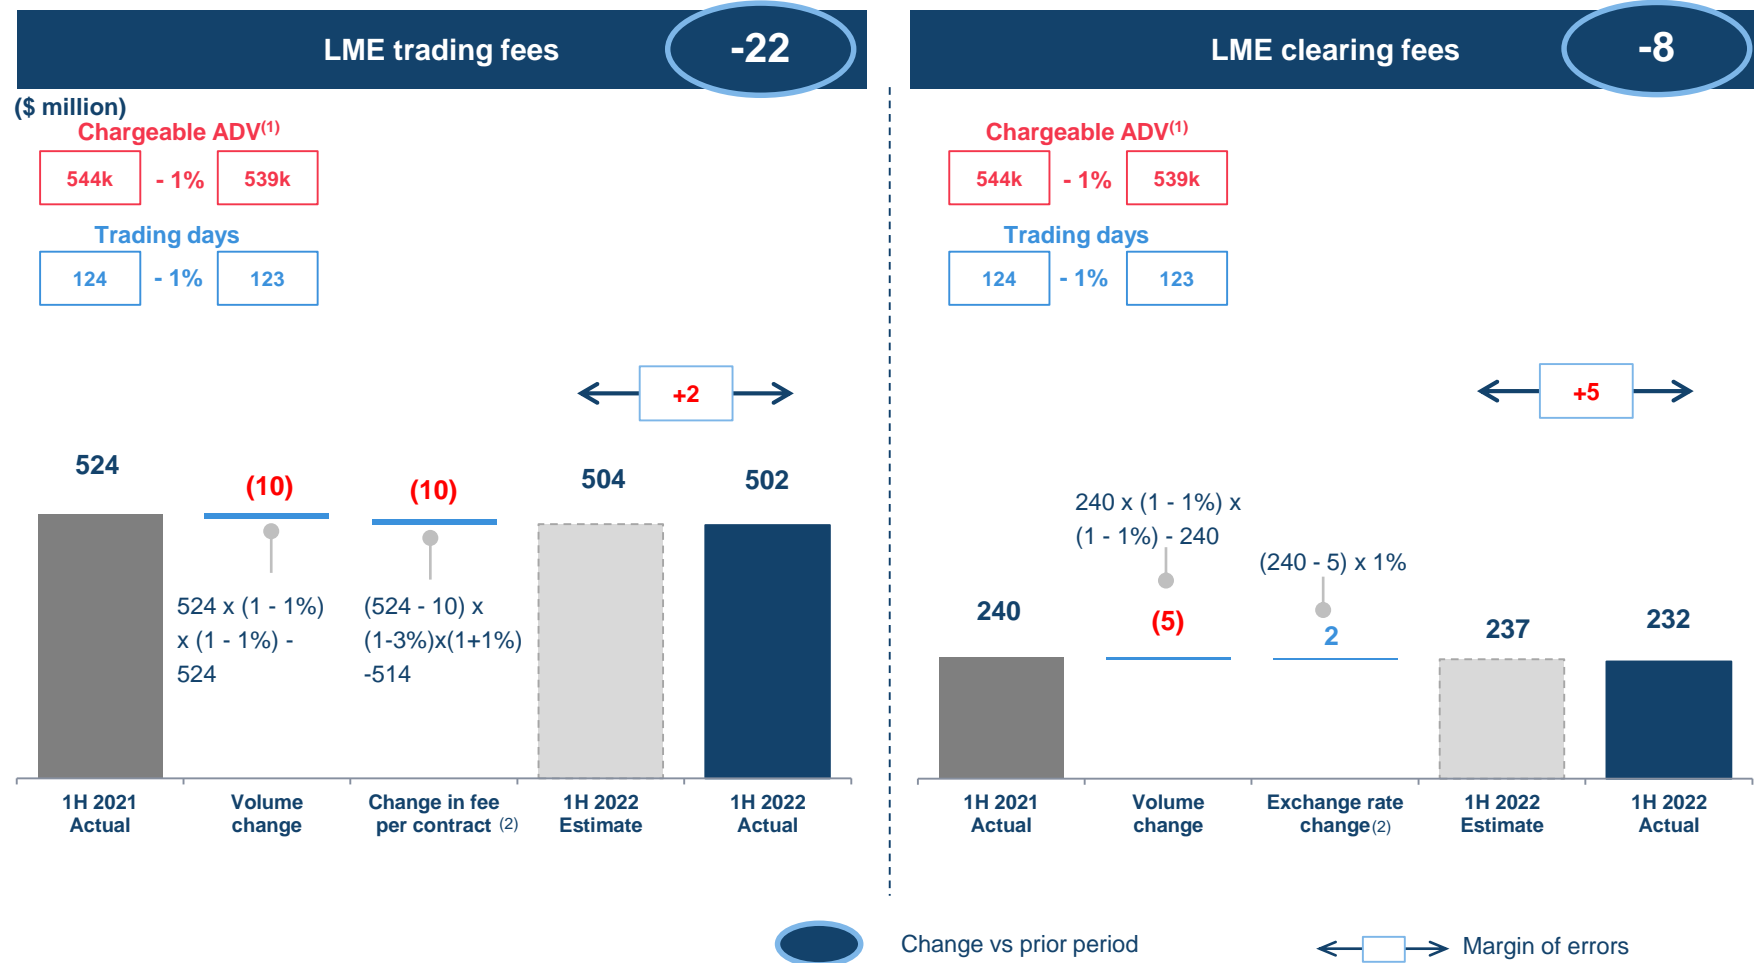 LME trading fees
-22
($ million)
Chargeable ADV(1)
544k
- 1%
539k
Trading days
124
- 1%
123
+2
524
(10)
(10)
504
502
524 x (1 - 1%)
x (1 - 1%) -
524
(524 - 10) x
(1-3%)x(1+1%)
-514
1H 2021
Actual
Volume
change
Change in fee
per contract (2)
1H 2022
Estimate
1H 2022
Actual
LME clearing fees
-8
Chargeable ADV(1)
544k
- 1%
539k
Trading days
124
- 1%
123
+5
240 x (1 - 1%) x
(1 - 1%) - 240
(240 - 5) x 1%
240
(5)
2
237
232
1H 2021
Actual
Volume
change
Exchange rate
change(2)
1H 2022
Estimate
1H 2022
Actual
Change vs prior period
Margin of errors